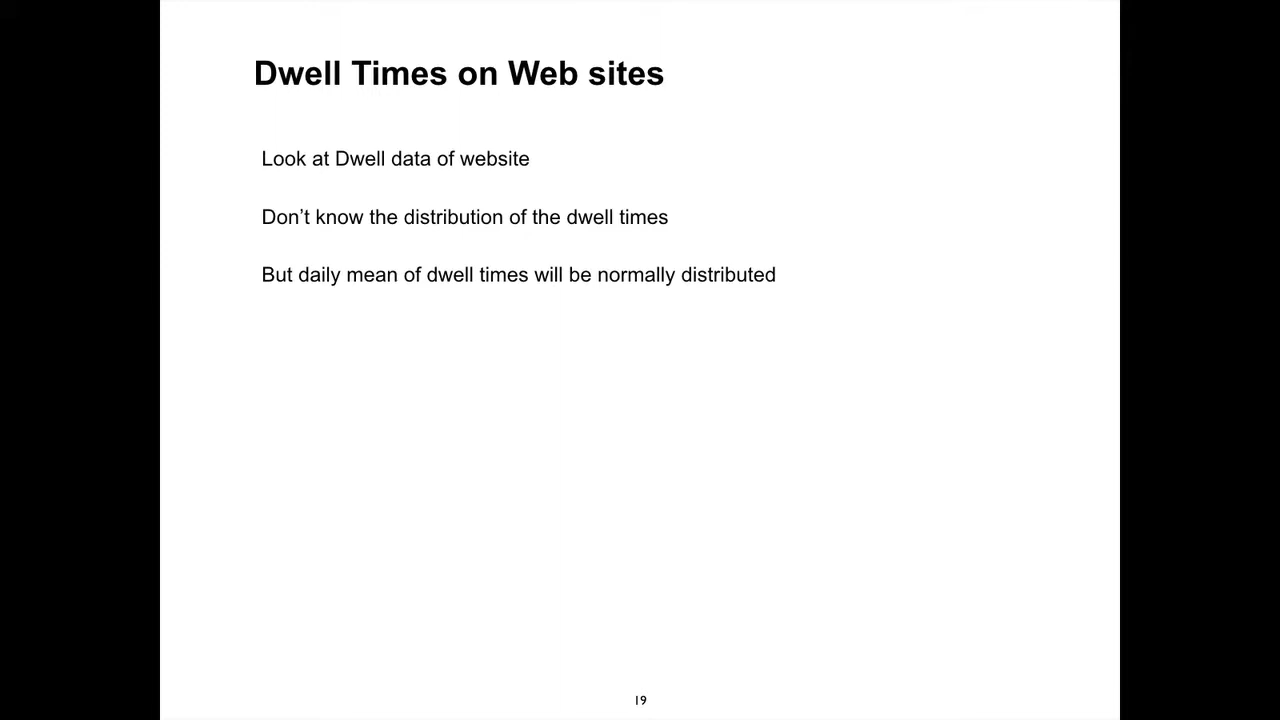 Dwell Times on Web sites
Look at Dwell data of website
Don’t know the distribution of the dwell times
But daily mean of dwell times will be normally distributed
19